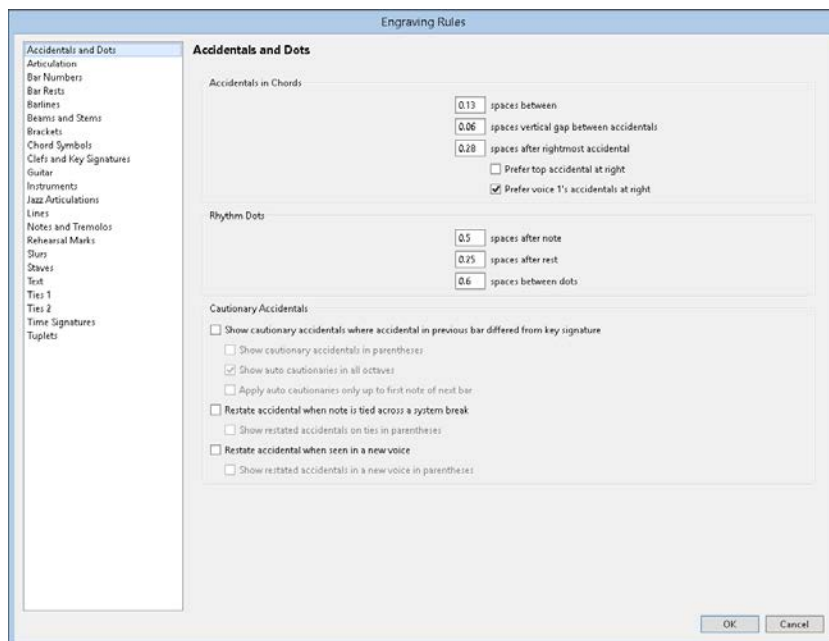 Engraving Rules
Accidentals and Dots
Articulation
Bar Numbers
Bar Rests
Barlines
Beams and Stems
Brackets
Chord Symbols
Clefs and Key Signatures
Guitar
Instruments
Jazz Articulations
Lines
Notes and Tremolos
Rehearsal Marks
Slurs
Staves
Text
Ties 1
Ties 2
Time Signatures
Tuplets
Accidentals and Dots
Accidentals in Chords
0.13 spaces between
0.06 spaces vertical gap between accidentals
0.28 spaces after rightmost accidental
Prefer top accidental at right
Prefer voice 1's accidentals at right
Rhythm Dots
0.5 spaces after note
0.25 spaces after rest
0.6 spaces between dots
Cautionary Accidentals
Show cautionary accidentals where accidental in previous bar differed from key signature
Show cautionary accidentals in parentheses
Show auto cautionaries in all octaves
Apply auto cautionaries only up to first note of next bar
Restate accidental when note is tied across a system break
Show restated accidentals on ties in parentheses
Restate accidental when seen in a new voice
Show restated accidentals in a new voice in parentheses
OK Cancel